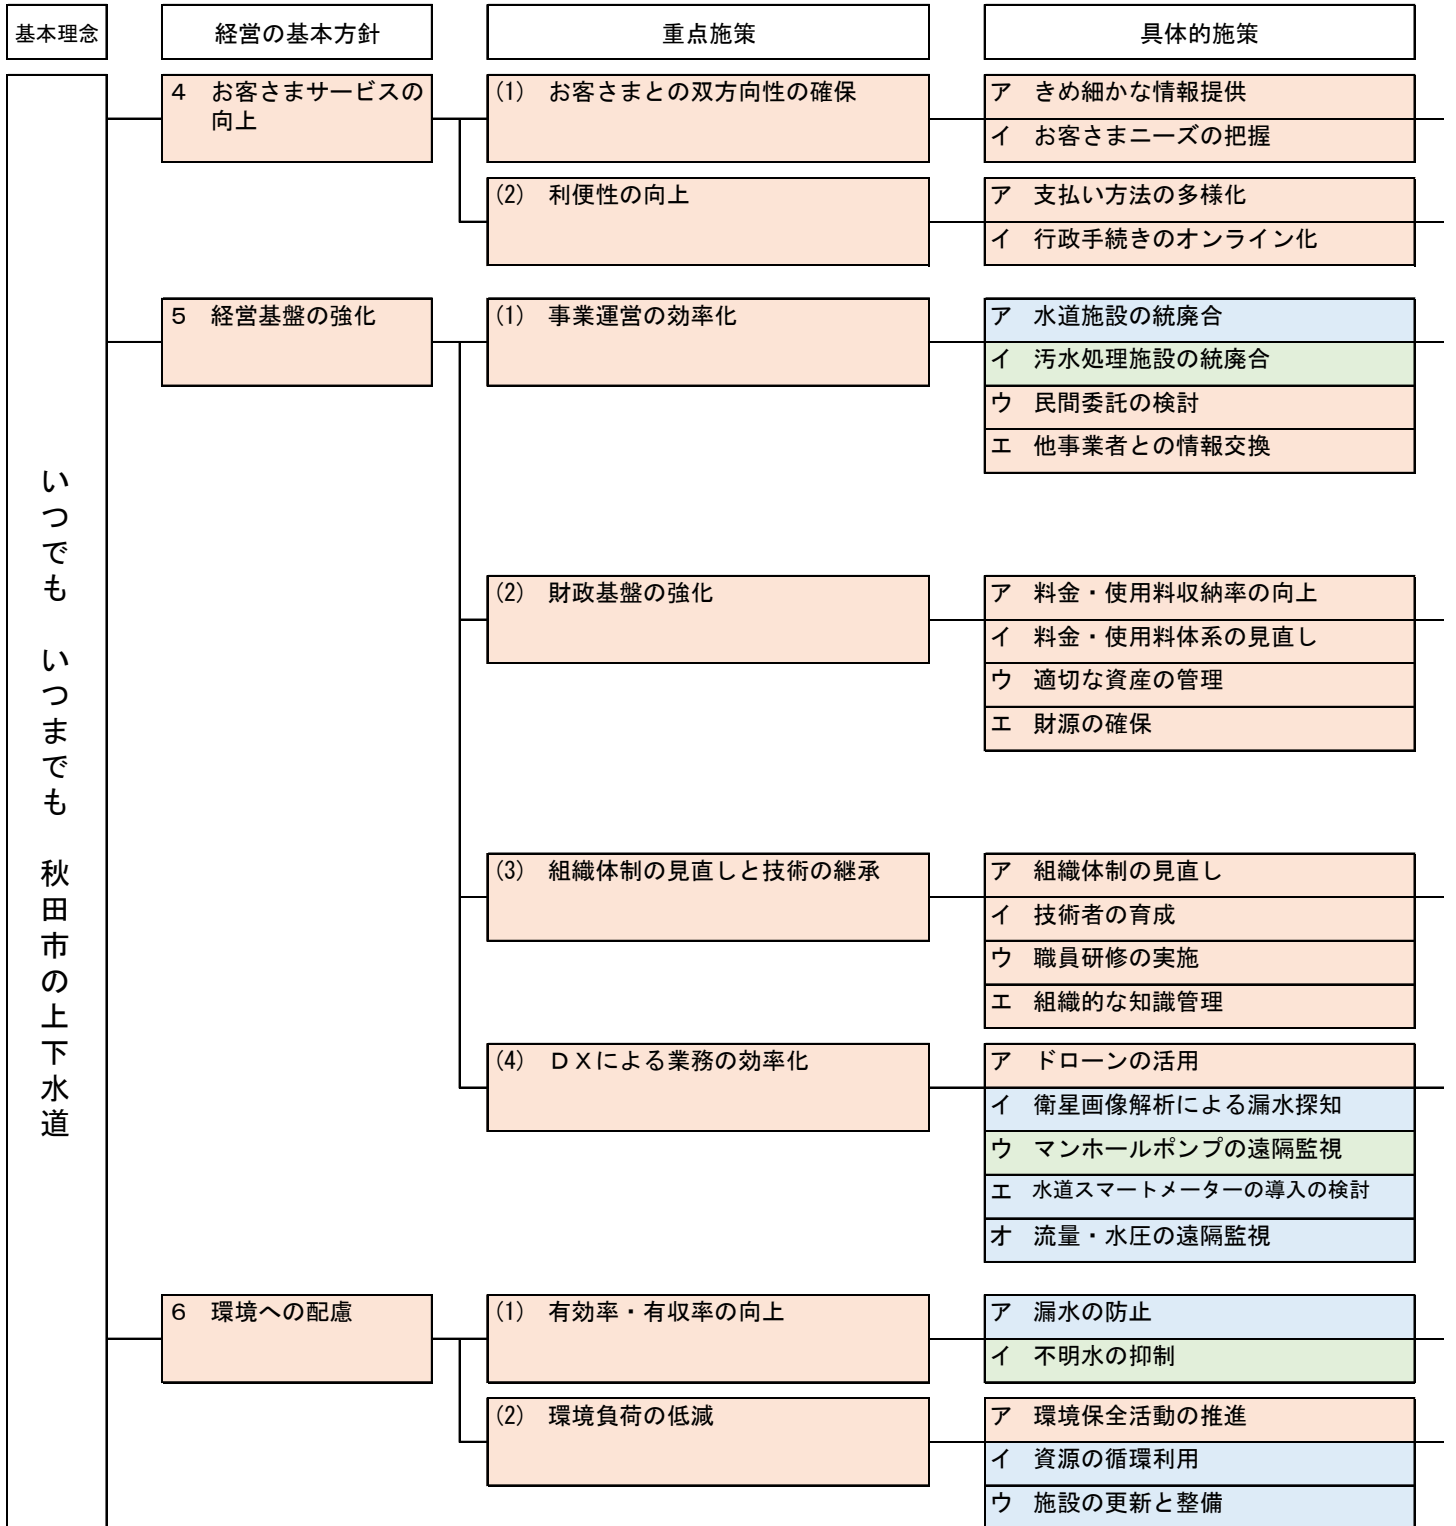 基本理念
経営の基本方針
重点施策
具体的施策
いつでも いつまでも 秋田市の上下水道
4 お客さまサービスの
向上
(1) お客さまとの双方向性の確保
ア きめ細かな情報提供
イ お客さまニーズの把握
(2) 利便性の向上
ア 支払い方法の多様化
イ 行政手続きのオンライン化
5 経営基盤の強化
(1) 事業運営の効率化
ア 水道施設の統廃合
イ 汚水処理施設の統廃合
ウ 民間委託の検討
エ 他事業者との情報交換
(2) 財政基盤の強化
ア 料金・使用料収納率の向上
イ 料金・使用料体系の見直し
ウ 適切な資産の管理
エ 財源の確保
(3) 組織体制の見直しと技術の継承
ア 組織体制の見直し
イ 技術者の育成
ウ 職員研修の実施
エ 組織的な知識管理
(4) ＤＸによる業務の効率化
ア ドローンの活用
イ 衛星画像解析による漏水探知
ウ マンホールポンプの遠隔監視
エ 水道スマートメーターの導入の検討
オ 流量・水圧の遠隔監視
6 環境への配慮
(1) 有効率・有収率の向上
ア 漏水の防止
イ 不明水の抑制
(2) 環境負荷の低減
ア 環境保全活動の推進
イ 資源の循環利用
ウ 施設の更新と整備